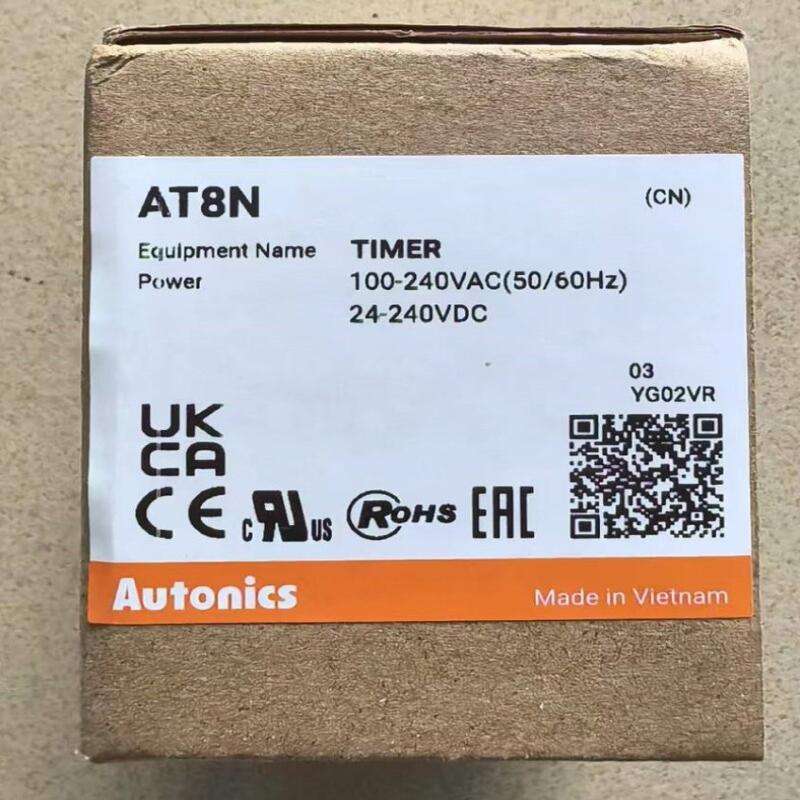 AT8N (CN)
Equipment Name TIMER
Power 100-240VAC(50/60Hz)
24-240VDC
03
YG02VR
UK
CA
CE c RU US RoHS EAC
Autonics Made in Vietnam